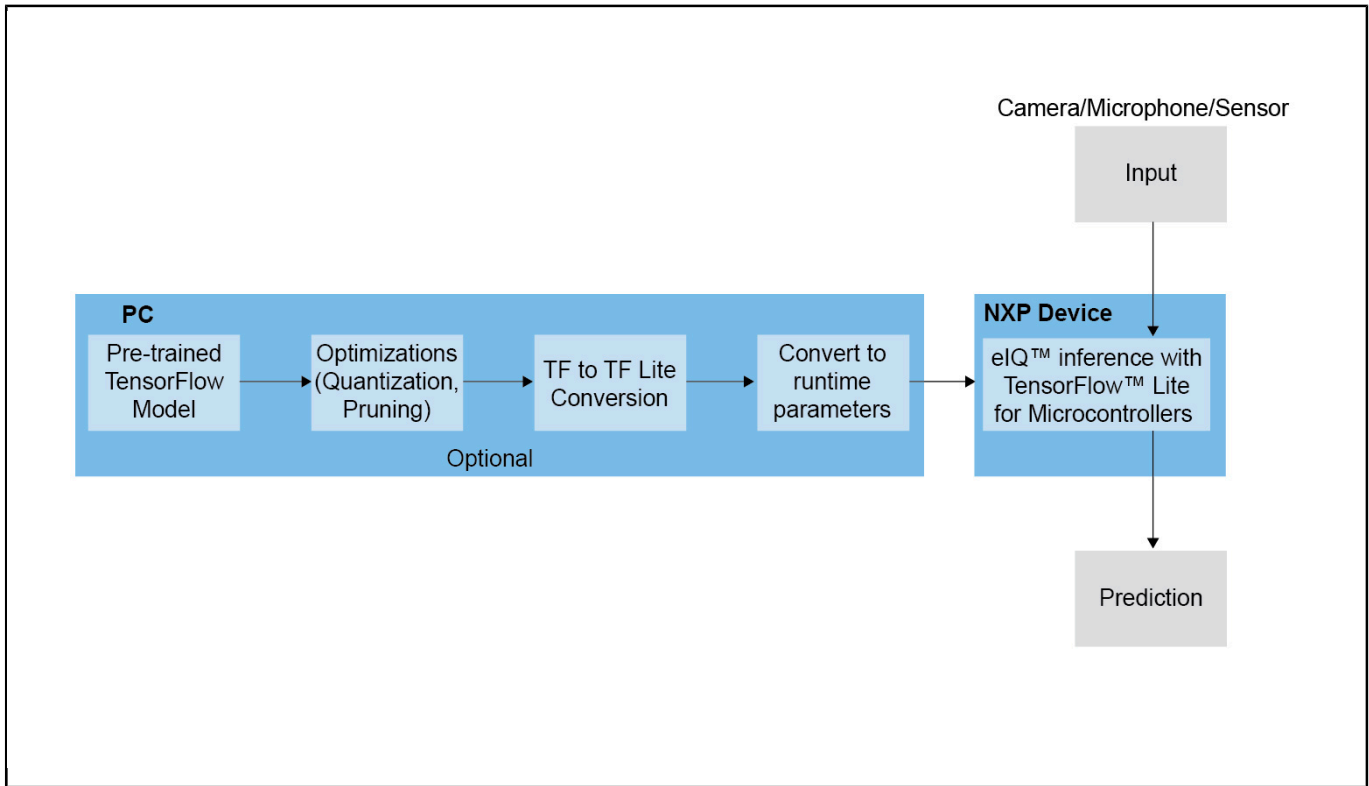 Camera/Microphone/Sensor
Input
PC
Pre-trained
TensorFlow
Model
Optimizations
(Quantization,
Pruning)
TF to TF Lite
Conversion
Convert to
runtime
parameters
Optional
NXP Device
eIQ™ inference with
TensorFlow™ Lite
for Microcontrollers
Prediction